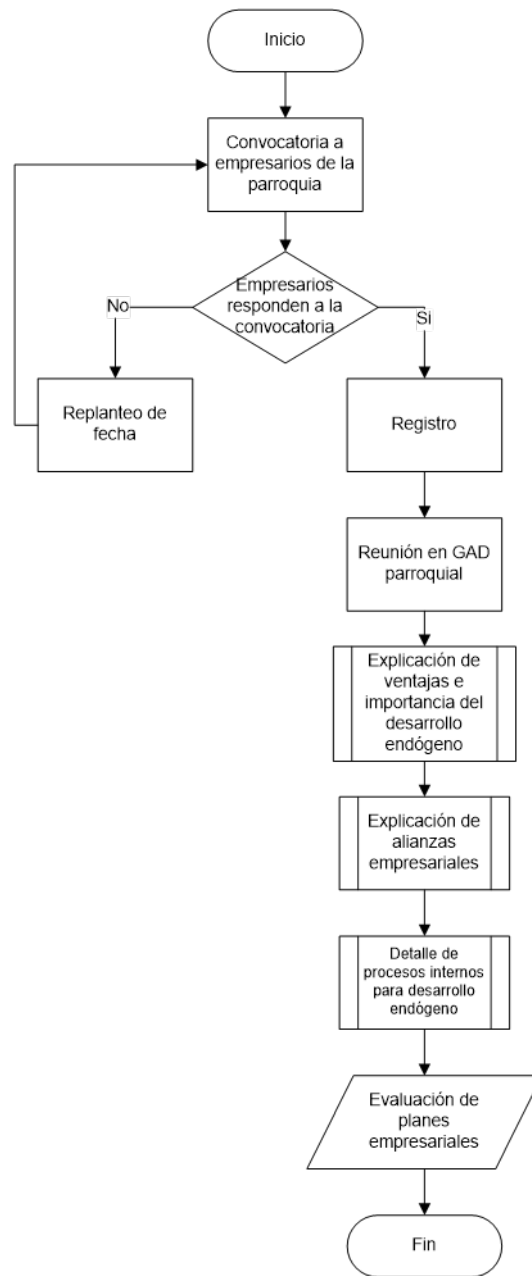 Inicio
Convocatoria a
empresarios de la
parroquia
Empresarios
responden a la
convocatoria
No
Si
Replanteo de
fecha
Registro
Reunión en GAD
parroquial
Explicación de
ventajas e
importancia del
desarrollo
endógeno
Explicación de
alianzas
empresariales
Detalle de
procesos internos
para desarrollo
endógeno
Evaluación de
planes
empresariales
Fin